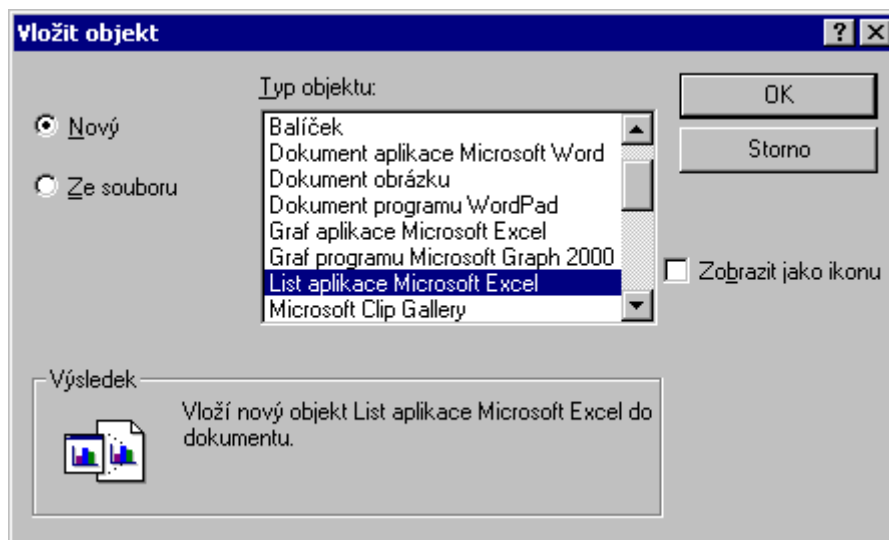 Vložit objekt
Typ objektu:
Nový
Ze souboru
Balíček
Dokument aplikace Microsoft Word
Dokument obrázku
Dokument programu WordPad
Graf aplikace Microsoft Excel
Graf programu Microsoft Graph 2000
List aplikace Microsoft Excel
Microsoft Clip Gallery
OK
Storno
Zobrazit jako ikonu
Výsledek
Vloží nový objekt List aplikace Microsoft Excel do
dokumentu.